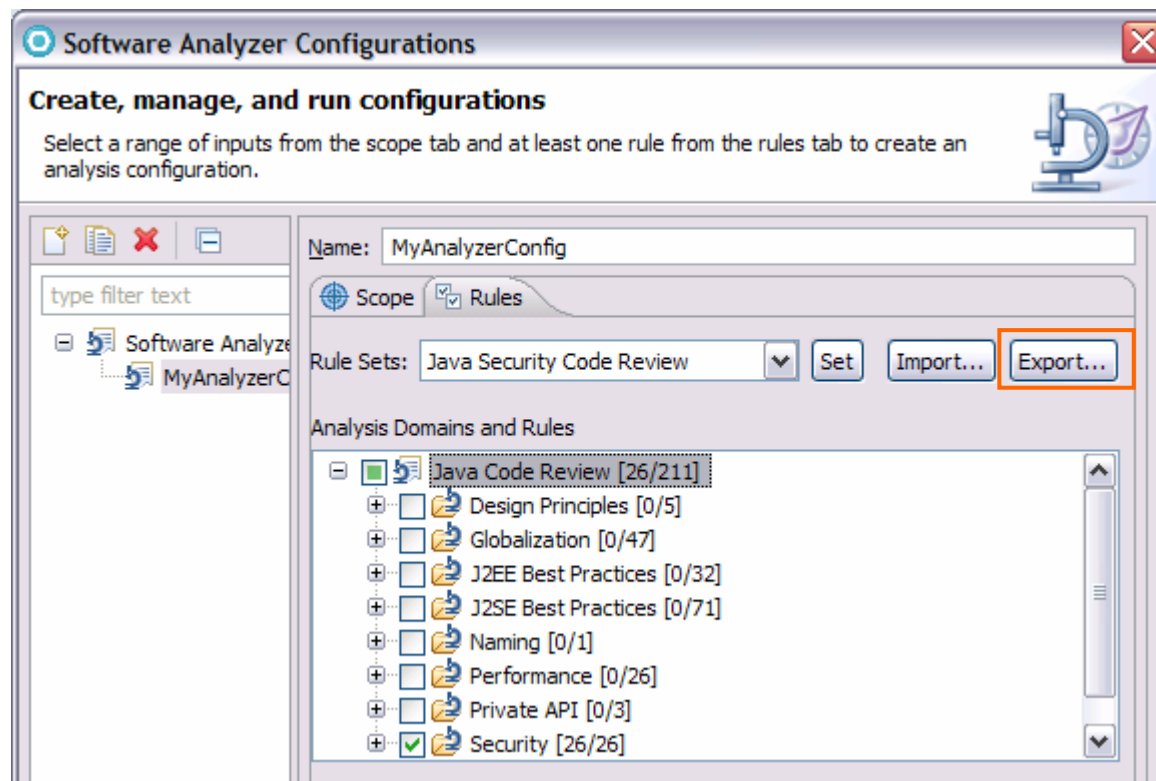 Software Analyzer Configurations
Create, manage, and run configurations
Select a range of inputs from the scope tab and at least one rule from the rules tab to create an
analysis configuration.
Name: MyAnalyzerConfig
type filter text
Scope Rules
Software Analyze
MyAnalyzerC
Rule Sets: Java Security Code Review Set Import... Export...
Analysis Domains and Rules
Java Code Review [26/211]
Design Principles [0/5]
Globalization [0/47]
J2EE Best Practices [0/32]
J2SE Best Practices [0/71]
Naming [0/1]
Performance [0/26]
Private API [0/3]
Security [26/26]